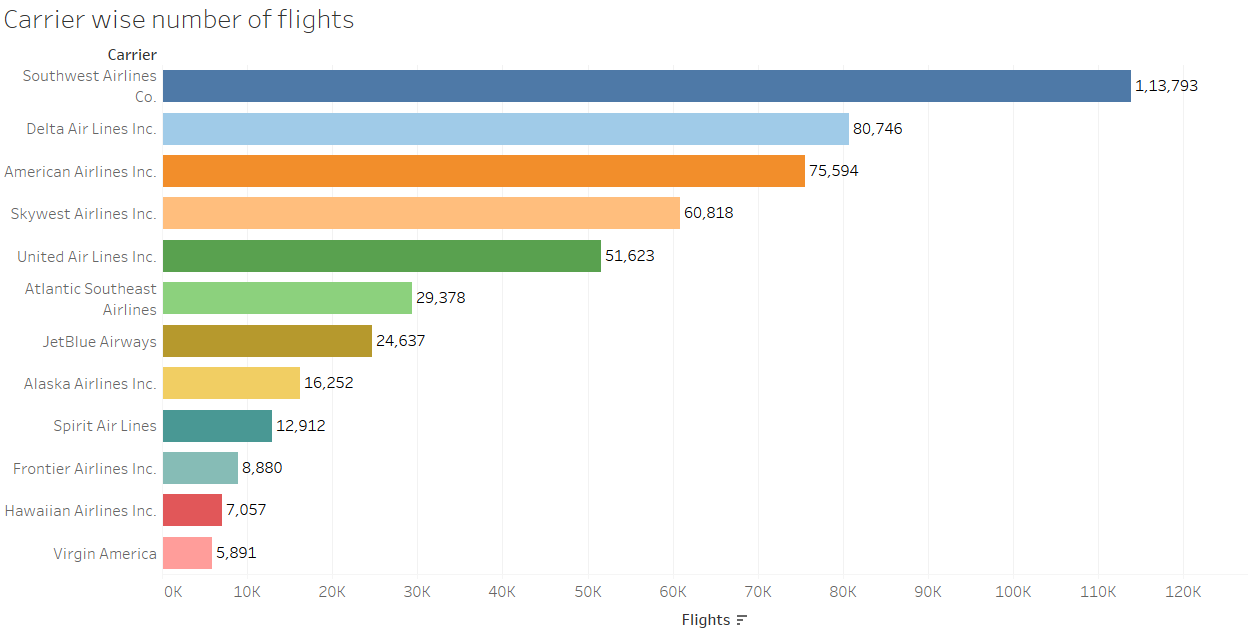 Carrier wise number of flights
Carrier
Southwest Airlines
Co.
1,13,793
Delta Air Lines Inc.
80,746
American Airlines Inc.
75,594
Skywest Airlines Inc.
60,818
United Air Lines Inc.
51,623
Atlantic Southeast
Airlines
29,378
JetBlue Airways
24,637
Alaska Airlines Inc.
16,252
Spirit Air Lines
12,912
Frontier Airlines Inc.
8,880
Hawaiian Airlines Inc.
7,057
Virgin America
5,891
0K 10K 20K 30K 40K 50K 60K 70K 80K 90K 100K 110K 120K
Flights